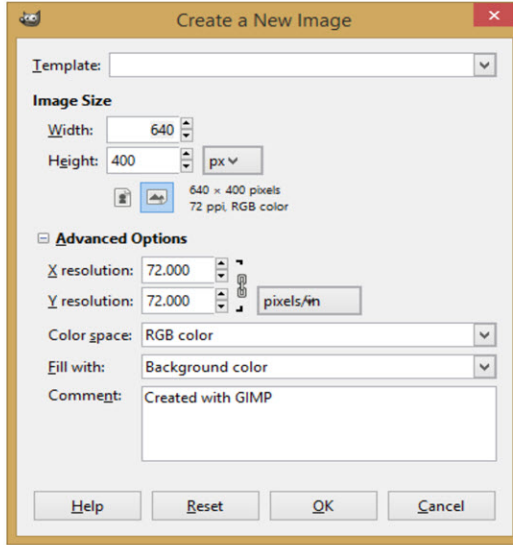 Create a New Image
Template:
Image Size
Width: 640
Height: 400 px
640 × 400 pixels
72 ppi, RGB color
Advanced Options
X resolution: 72.000
Y resolution: 72.000 pixels/in
Color space: RGB color
Fill with: Background color
Comment: Created with GIMP
Help Reset OK Cancel